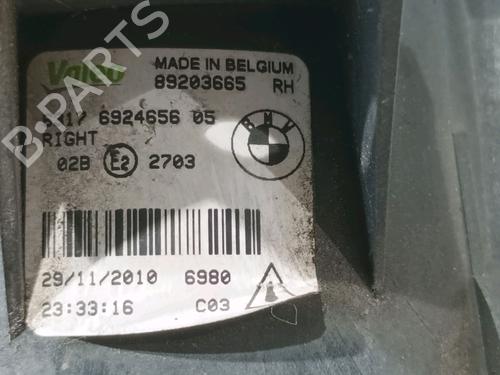 Valeo MADE IN BELGIUM
89203665 RH
6924656 05
RIGHT
BMW
02B E2 2703
29/11/2010 6980
23:33:16 C03
B-PARTS